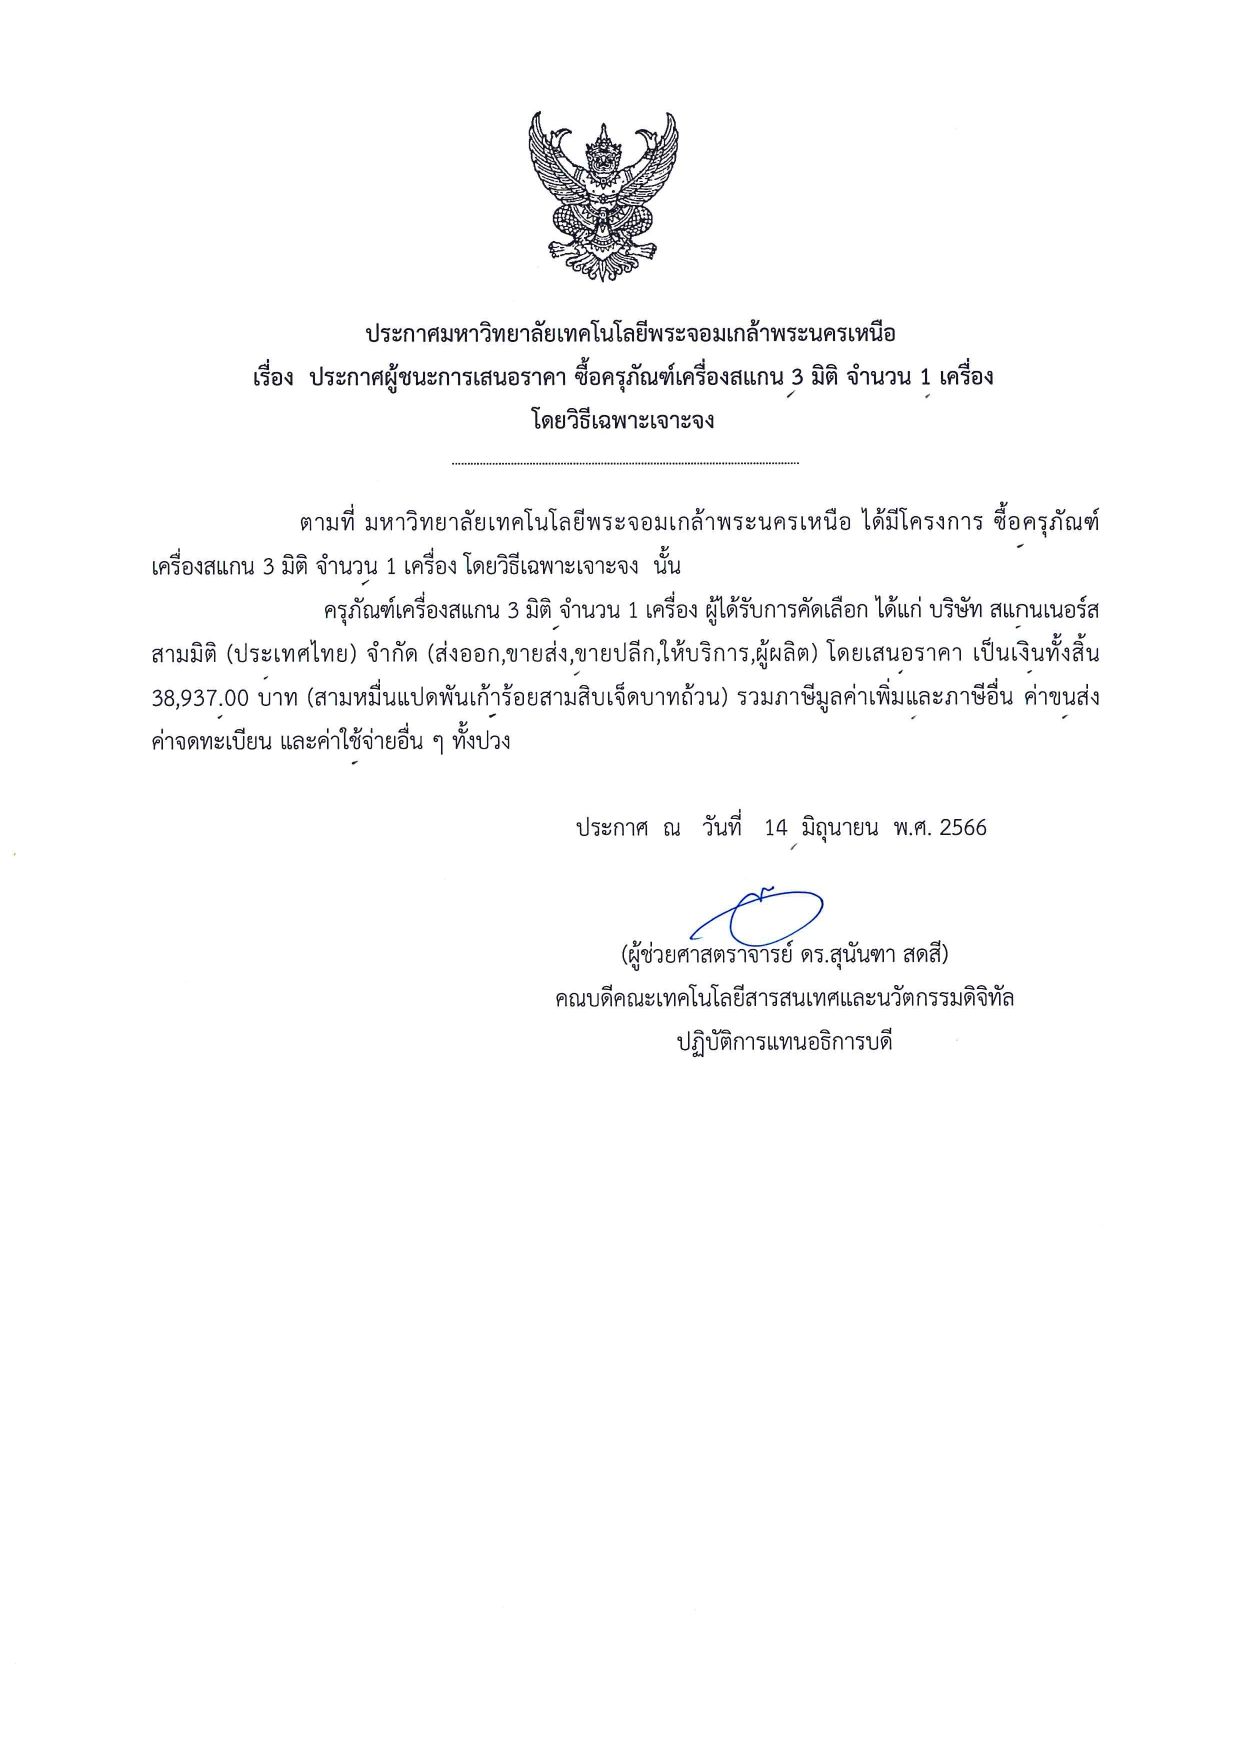 ประกาศมหาวิทยาลัยเทคโนโลยีพระจอมเกล้าพระนครเหนือ
เรื่อง ประกาศผู้ชนะการเสนอราคา ซื้อครุภัณฑ์เครื่องสแกน 3 มิติ จำนวน 1 เครื่อง
โดยวิธีเฉพาะเจาะจง
ตามที่ มหาวิทยาลัยเทคโนโลยีพระจอมเกล้าพระนครเหนือ ได้มีโครงการ ซื้อครุภัณฑ์
เครื่องสแกน 3 มิติ จำนวน 1 เครื่อง โดยวิธีเฉพาะเจาะจง นั้น
ครุภัณฑ์เครื่องสแกน 3 มิติ จำนวน 1 เครื่อง ผู้ได้รับการคัดเลือก ได้แก่ บริษัท สแกนเนอร์ส
สามมิติ (ประเทศไทย) จำกัด (ส่งออก,ขายส่ง,ขายปลีก,ให้บริการ,ผู้ผลิต) โดยเสนอราคา เป็นเงินทั้งสิ้น
38,937.00 บาท (สามหมื่นแปดพันเก้าร้อยสามสิบเจ็ดบาทถ้วน) รวมภาษีมูลค่าเพิ่มและภาษีอื่น ค่าขนส่ง
ค่าจดทะเบียน และค่าใช้จ่ายอื่น ๆ ทั้งปวง
ประกาศ ณ วันที่ 14 มิถุนายน พ.ศ. 2566
(ผู้ช่วยศาสตราจารย์ ดร.สุนันฑา สดสี)
คณบดีคณะเทคโนโลยีสารสนเทศและนวัตกรรมดิจิทัล
ปฏิบัติการแทนอธิการบดี